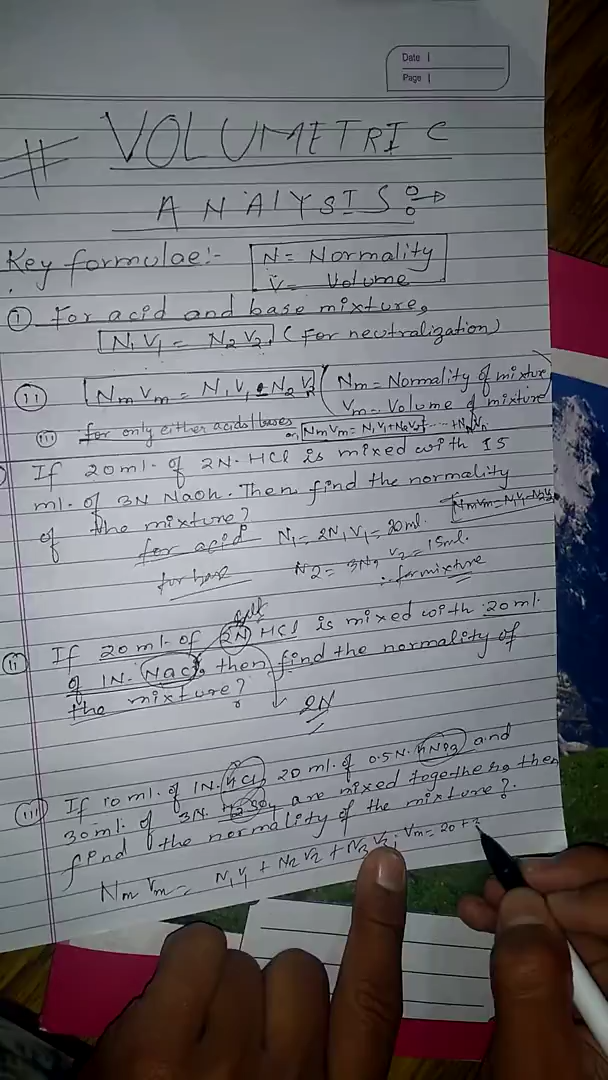 Date
Page
# VOLUMETRIC
ANALYSIS:→
Key formulae:-
N = Normality
V = Volume
(i) For acid and base mixture,
N₁V₁ = N₂V₂. (For neutralization)
(ii) NmVm = N₁V₁ ± N₂V₂ (Nm = Normality of mixture
Vm = Volume of mixture)
(iii) for only either acids/bases
NmVm = N₁V₁+N₂V₂+ ....
If 20ml. of 2N. HCl is mixed with 15
ml. of 3N NaOh. Then find the normality
of the mixture?
for acid N₁ = 2N, V₁ = 20ml.
for base N2 = 3N, V₂ = 15ml.
∴ for mixture
(ii) If 20 ml. of 2N HCl is mixed with 20ml.
of 1N. NaCl, then find the normality of
the mixture?
2N
(iii) If 10 ml. of 1N. HCl, 20 ml. of 0.5N. HNO₃ and
30ml. of 3N. H₂SO₄ are mixed together, then
find the normality of the mixture?
NmVm = N₁V₁ + N₂V₂ + N₃V₃; Vm = 20 +